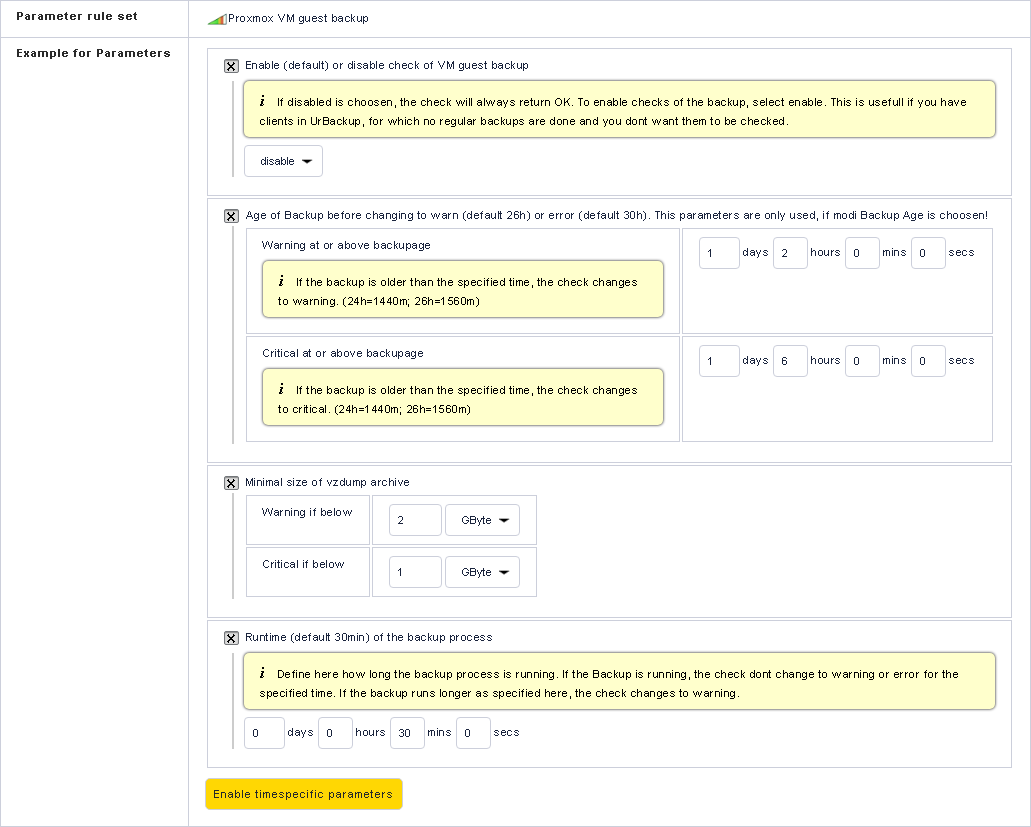 Parameter rule set
Proxmox VM guest backup
Example for Parameters
Enable (default) or disable check of VM guest backup
i If disabled is choosen, the check will always return OK. To enable checks of the backup, select enable. This is usefull if you have
clients in UrBackup, for which no regular backups are done and you dont want them to be checked.
disable
Age of Backup before changing to warn (default 26h) or error (default 30h). This parameters are only used, if modi Backup Age is choosen!
Warning at or above backupage
1 days 2 hours 0 mins 0 secs
i If the backup is older than the specified time, the check changes
to warning. (24h=1440m; 26h=1560m)
Critical at or above backupage
1 days 6 hours 0 mins 0 secs
i If the backup is older than the specified time, the check changes
to critical. (24h=1440m; 26h=1560m)
Minimal size of vzdump archive
Warning if below
2 GByte
Critical if below
1 GByte
Runtime (default 30min) of the backup process
i Define here how long the backup process is running. If the Backup is running, the check dont change to warning or error for the
specified time. If the backup runs longer as specified here, the check changes to warning.
0 days 0 hours 30 mins 0 secs
Enable timespecific parameters